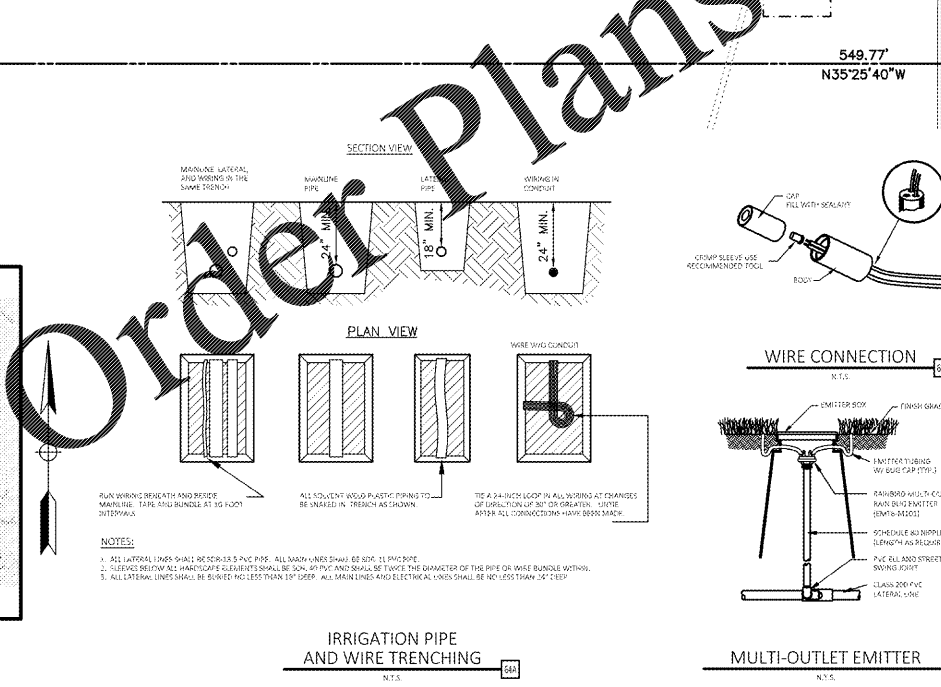 Order Plans
549.77'
N35°25'40"W
SECTION VIEW
MAINLINE LATERAL,
AND WIRING IN THE
SAME TRENCH
MAINLINE
PIPE
PIPE
WIRING IN
CONDUIT
24" MIN.
18" MIN.
24" MIN.
CAP
FILL WITH SEALANT
CRIMP SLEEVE USE
RECOMMENDED TOOL
BODY
WIRE CONNECTION
N.T.S.
PLAN VIEW
WIRE W/O CONDUIT
RUN WIRING BENEATH AND BESIDE
MAINLINE. TAPE AND BUNDLE AT 10 FOOT
INTERVALS
ALL SOLVENT WELD PLASTIC PIPING TO
BE SNAKED IN TRENCH AS SHOWN.
TIE A 24-INCH LOOP IN ALL WIRING AT CHANGES
OF DIRECTION OF 30° OR GREATER. UNTIE
AFTER ALL CONNECTIONS HAVE BEEN MADE.
NOTES:
1. ALL LATERAL LINES SHALL BE PVC PIPE. ALL MAIN LINES SHALL BE PVC PIPE.
2. SLEEVES BELOW ALL HARDSCAPE ELEMENTS SHALL BE SCH. 40 PVC AND SHALL BE TWICE THE DIAMETER OF THE PIPE OR WIRE BUNDLE WITHIN.
3. ALL LATERAL LINES SHALL BE BURIED NO LESS THAN 18" DEEP. ALL MAIN LINES AND ELECTRICAL LINES SHALL BE NO LESS THAN 24" DEEP
IRRIGATION PIPE
AND WIRE TRENCHING
64A
N.T.S.
EMITTER BOX
FINISH
EMITTER TUBING
W/ BUG CAP (TYP.)
RAINBIRD
RAIN BUG EMITTER
SCHEDULE 80
PVC ELL AND STREET
SWING JOINT
CLASS 200 PVC
LATERAL LINE
MULTI-OUTLET EMITTER
N.T.S.